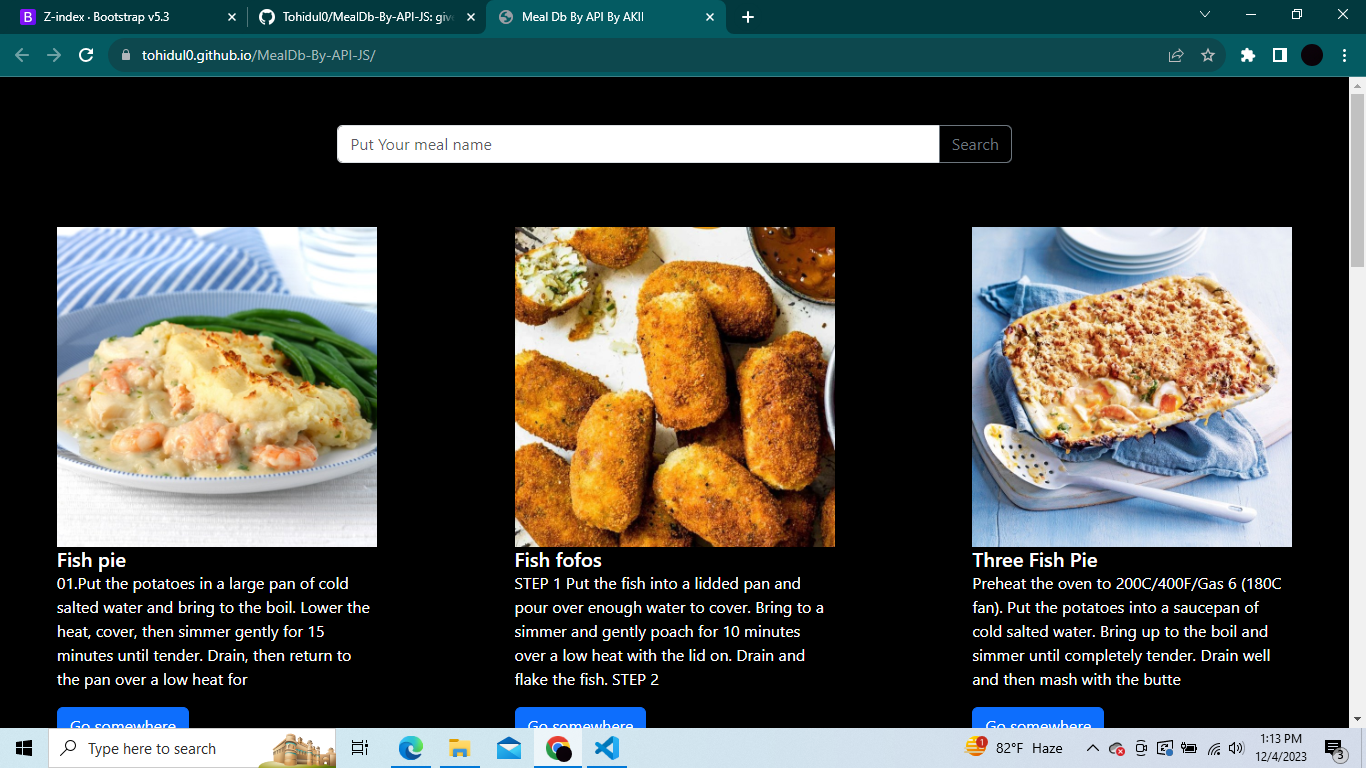 Z-index · Bootstrap v5.3
Tohidul0/MealDb-By-API-JS: give
Meal Db By API By AKIl
tohidul0.github.io/MealDb-By-API-JS/
Put Your meal name
Search
Fish pie
01.Put the potatoes in a large pan of cold
salted water and bring to the boil. Lower the
heat, cover, then simmer gently for 15
minutes until tender. Drain, then return to
the pan over a low heat for
Go somewhere
Fish fofos
STEP 1 Put the fish into a lidded pan and
pour over enough water to cover. Bring to a
simmer and gently poach for 10 minutes
over a low heat with the lid on. Drain and
flake the fish. STEP 2
Go somewhere
Three Fish Pie
Preheat the oven to 200C/400F/Gas 6 (180C
fan). Put the potatoes into a saucepan of
cold salted water. Bring up to the boil and
simmer until completely tender. Drain well
and then mash with the butte
Go somewhere
Type here to search
1
82°F Haze
1:13 PM
12/4/2023
3